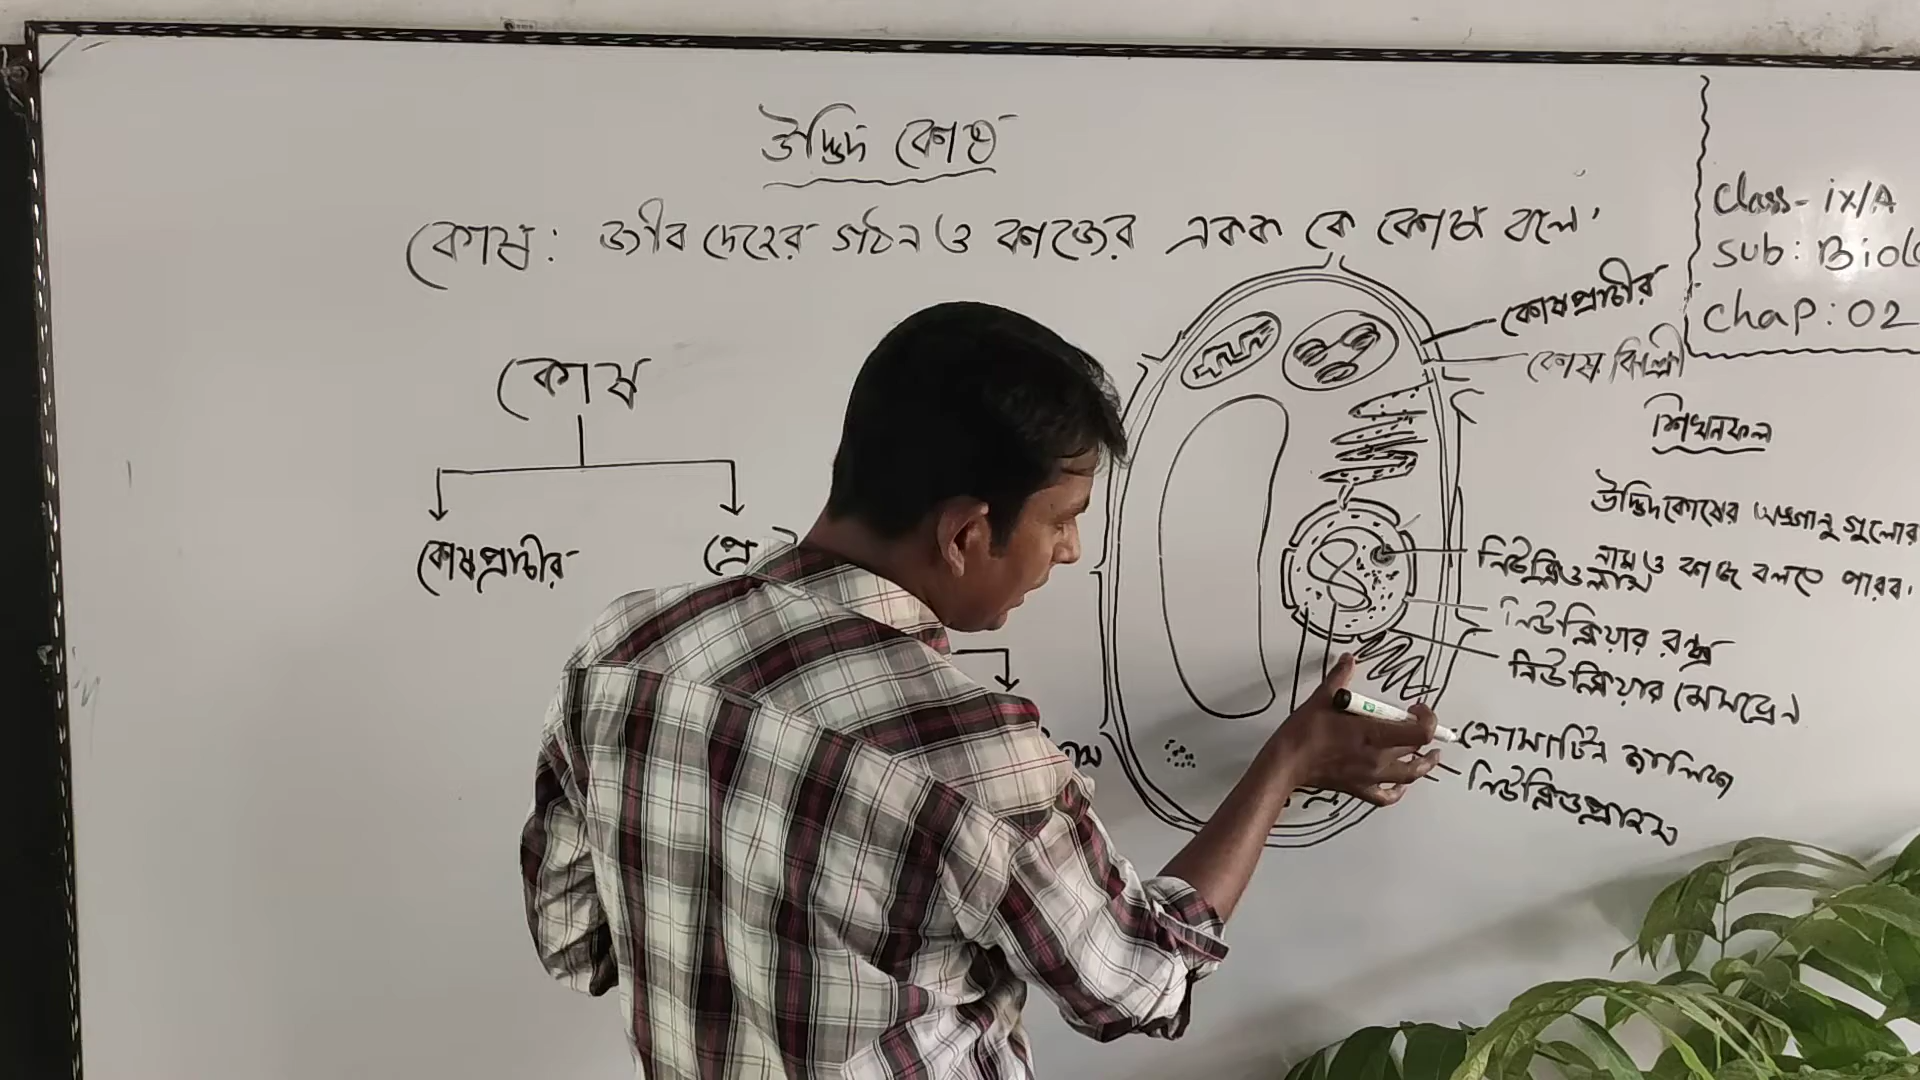 উদ্ভিদ কোষ
কোষ: জীব দেহের গঠন ও কাজের একক কে কোষ বলে।
Class- ix/A
Sub: Biolo
Chap: 02
কোষ
কোষপ্রাচীর
প্রো
কোষপ্রাচীর
কোষ ঝিল্লী
শিখনফল
উদ্ভিদকোষের অঙ্গানু গুলোর
নাম ও কাজ বলতে পারব।
নিউক্লিওলাস
নিউক্লিয়ার রন্ধ্র
নিউক্লিয়ার মেমব্রেন
ক্রোমাটিন জালিকা
নিউক্লিওপ্লাজম